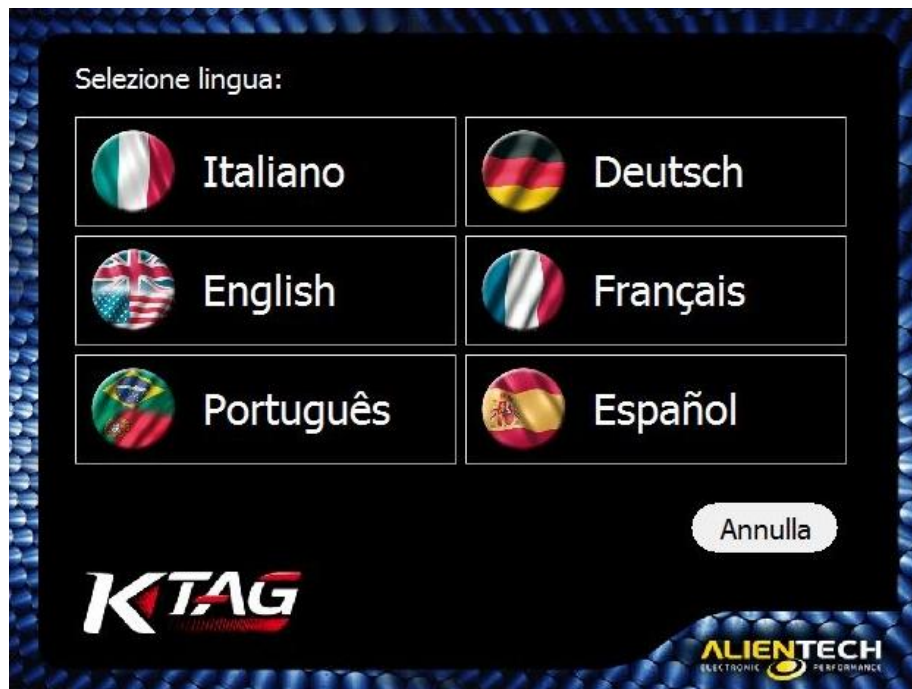 Selezione lingua:
Italiano
Deutsch
English
Français
Português
Español
Annulla
KTAG
ALIENTECH
ELECTRONIC PERFORMANCE